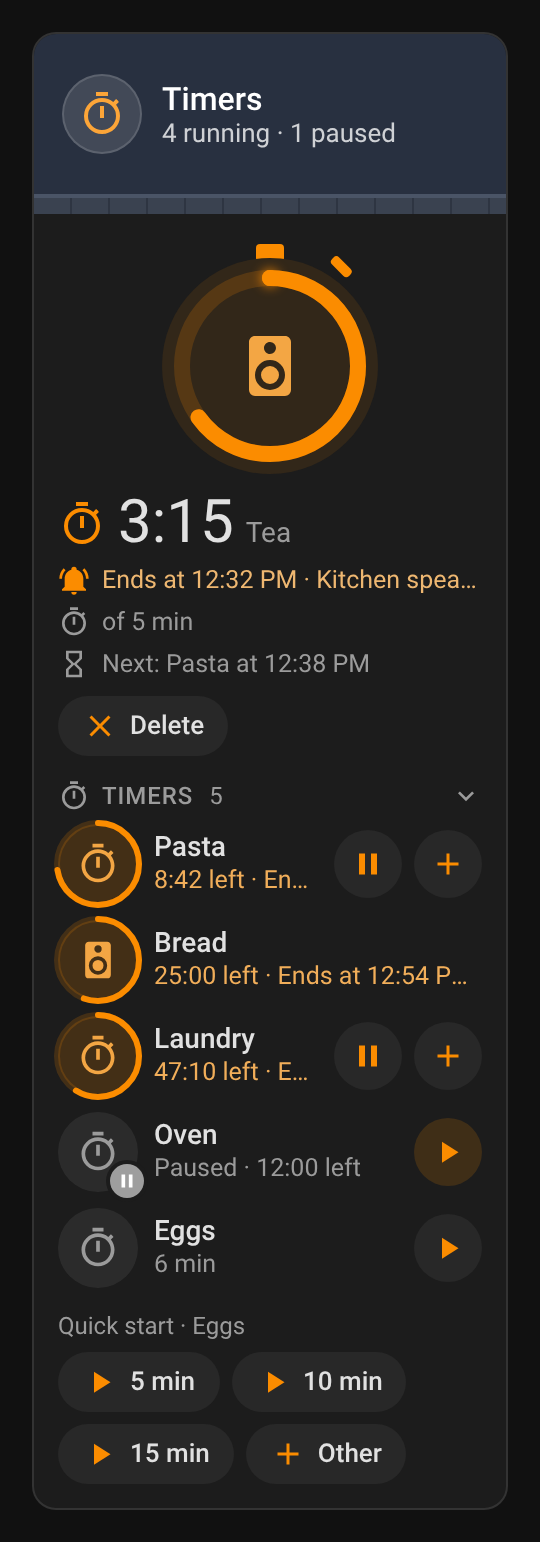 Timers
4 running · 1 paused
3:15 Tea
Ends at 12:32 PM · Kitchen spea…
of 5 min
Next: Pasta at 12:38 PM
Delete
TIMERS 5
Pasta
8:42 left · En…
Bread
25:00 left · Ends at 12:54 P…
Laundry
47:10 left · E…
Oven
Paused · 12:00 left
Eggs
6 min
Quick start · Eggs
5 min
10 min
15 min
Other